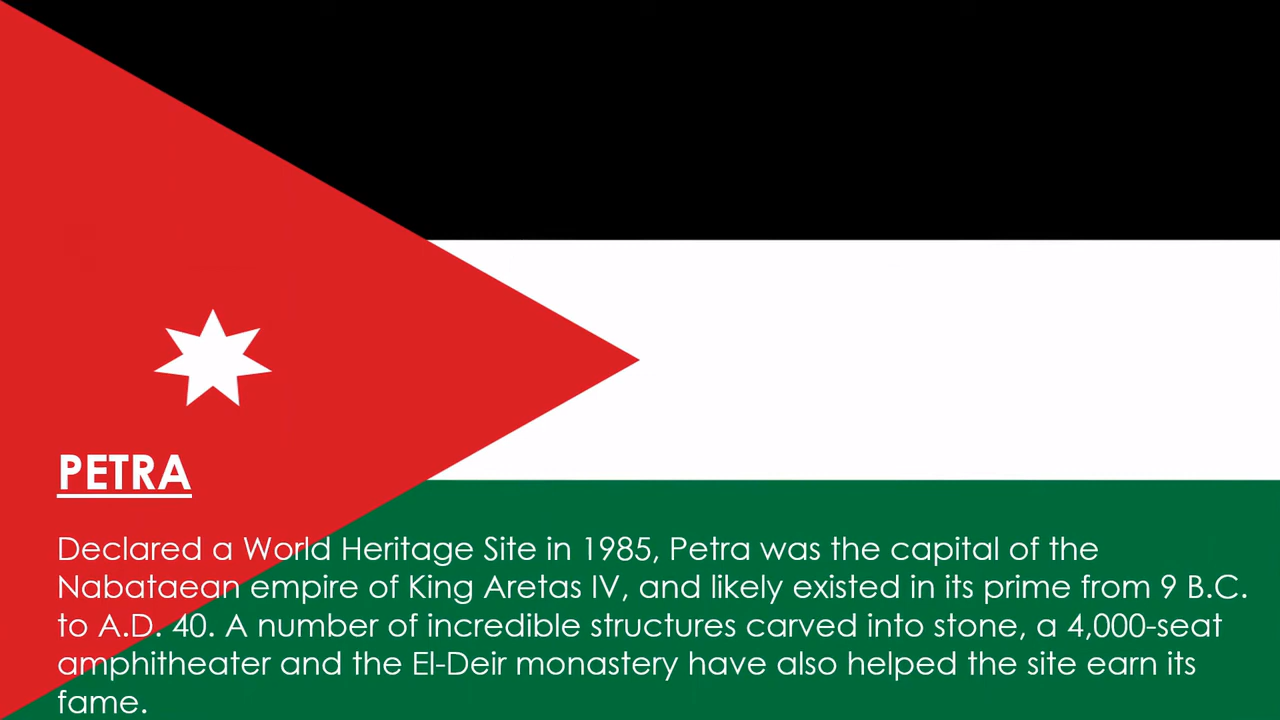 PETRA
Declared a World Heritage Site in 1985, Petra was the capital of the
Nabataean empire of King Aretas IV, and likely existed in its prime from 9 B.C.
to A.D. 40. A number of incredible structures carved into stone, a 4,000-seat
amphitheater and the El-Deir monastery have also helped the site earn its
fame.